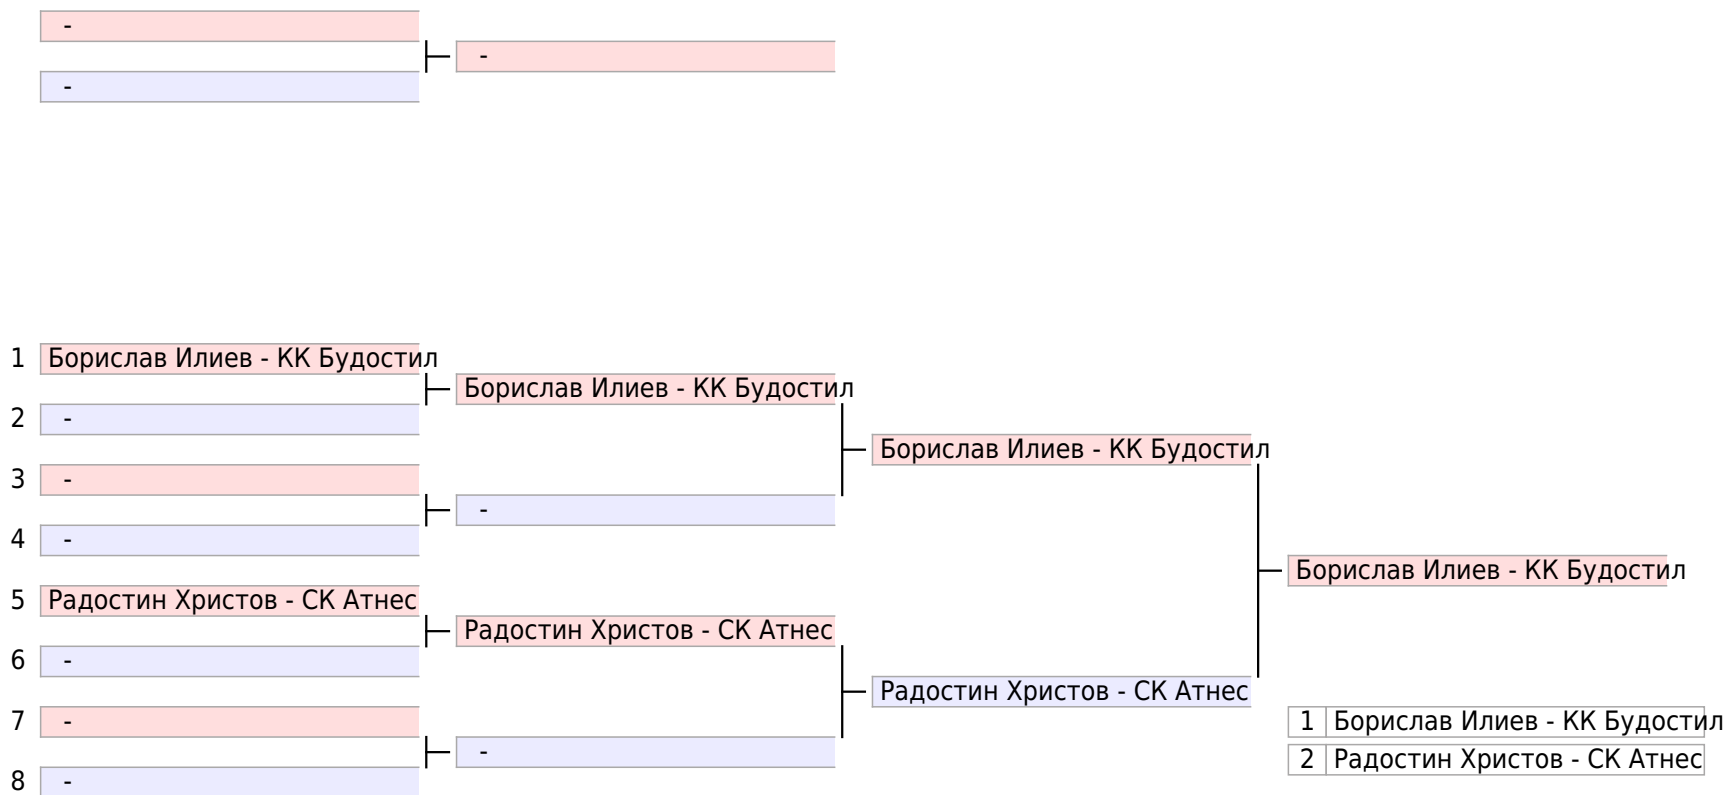 -
-
-
1 Борислав Илиев - КК Будостил
Борислав Илиев - КК Будостил
2 -
Борислав Илиев - КК Будостил
3 -
-
4 -
Борислав Илиев - КК Будостил
5 Радостин Христов - СК Атнес
Радостин Христов - СК Атнес
6 -
Радостин Христов - СК Атнес
7 -
1 Борислав Илиев - КК Будостил
-
2 Радостин Христов - СК Атнес
8 -